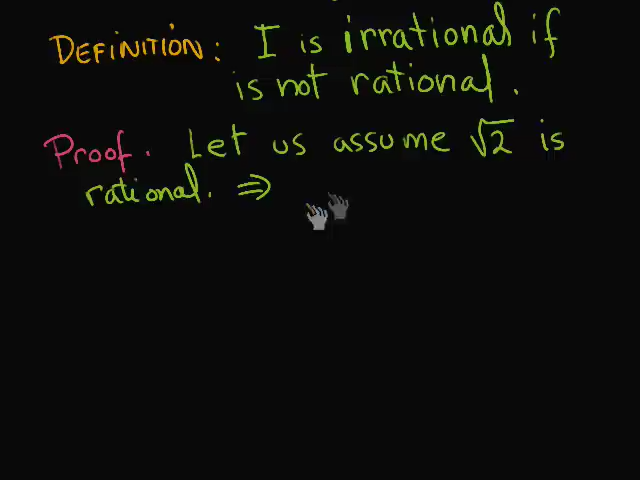 DEFINITION: I is irrational if
is not rational.
Proof. Let us assume √2 is
rational. ⇒